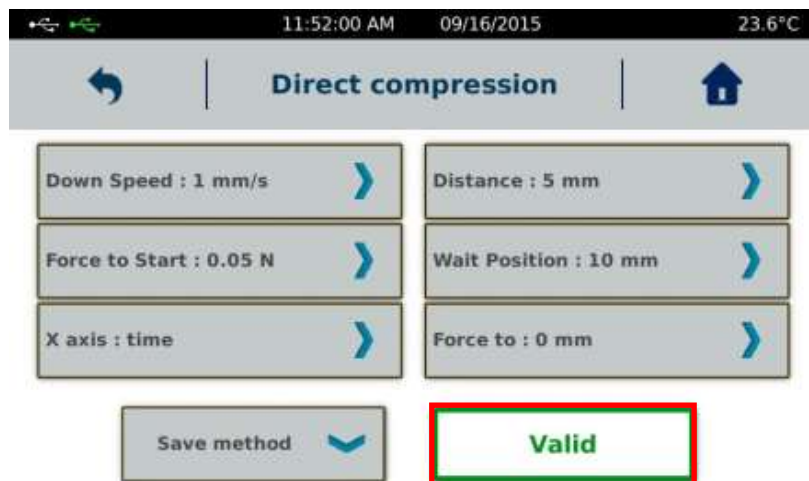 11:52:00 AM 09/16/2015 23.6°C
Direct compression
Down Speed : 1 mm/s
Distance : 5 mm
Force to Start : 0.05 N
Wait Position : 10 mm
X axis : time
Force to : 0 mm
Save method
Valid